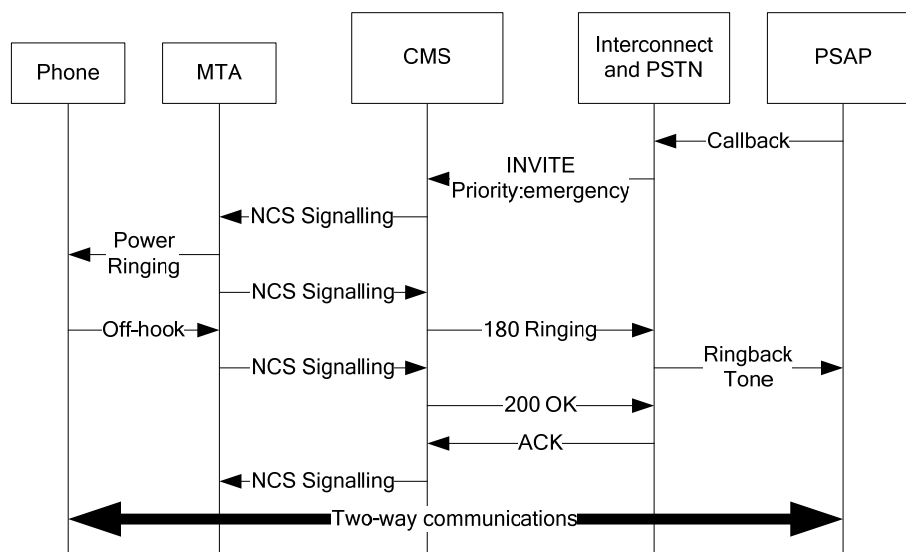 Phone
MTA
CMS
Interconnect
and PSTN
PSAP
Callback
INVITE
Priority:emergency
NCS Signalling
Power
Ringing
NCS Signalling
Off-hook
180 Ringing
NCS Signalling
Ringback
Tone
200 OK
ACK
NCS Signalling
Two-way communications